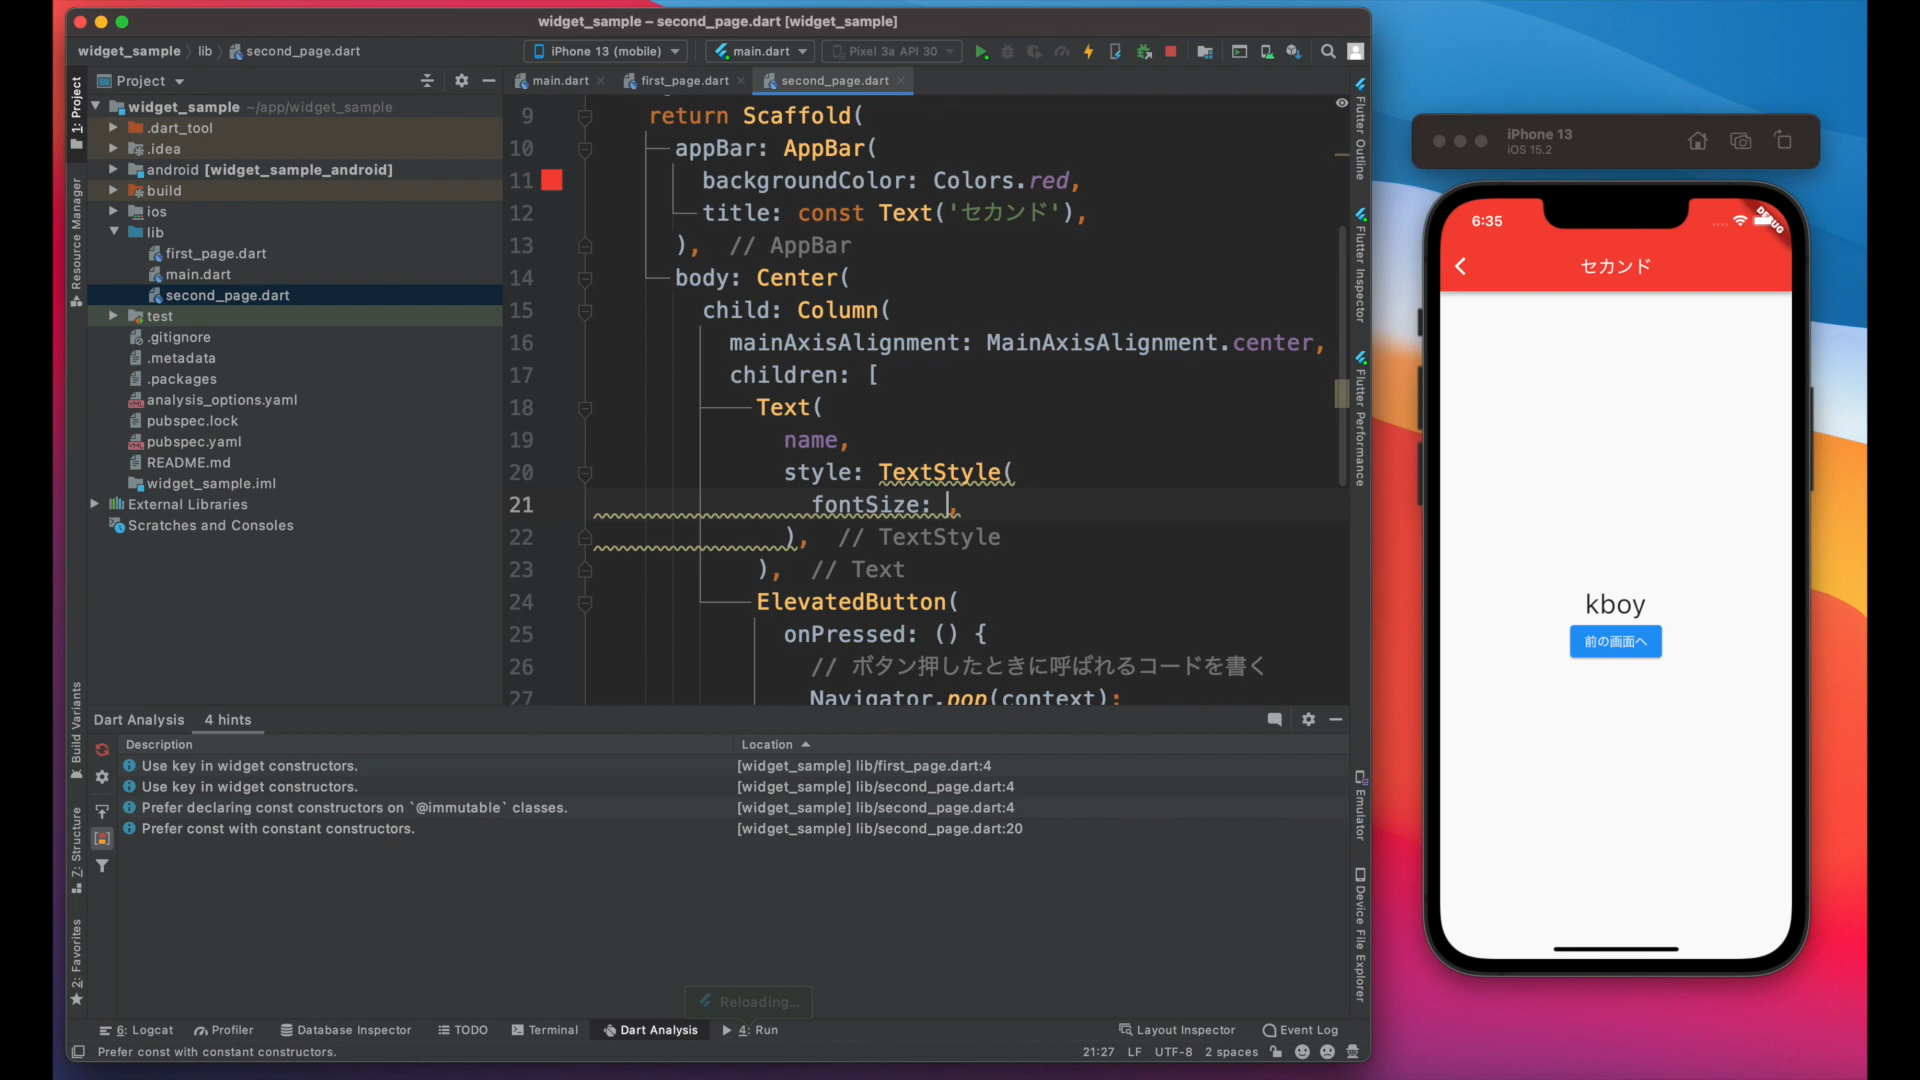 widget_sample – second_page.dart [widget_sample]
widget_sample
lib
second_page.dart
iPhone 13 (mobile)
main.dart
Pixel 3a API 30
1: Project
Resource Manager
Build Variants
7: Structure
2: Favorites
Project
widget_sample ~/app/widget_sample
.dart_tool
.idea
android [widget_sample_android]
build
ios
lib
first_page.dart
main.dart
second_page.dart
test
.gitignore
.metadata
.packages
analysis_options.yaml
pubspec.lock
pubspec.yaml
README.md
widget_sample.iml
External Libraries
Scratches and Consoles
main.dart
first_page.dart
second_page.dart
9 return Scaffold(
10 appBar: AppBar(
11 backgroundColor: Colors.red,
12 title: const Text('セカンド'),
13 ), // AppBar
14 body: Center(
15 child: Column(
16 mainAxisAlignment: MainAxisAlignment.center,
17 children: [
18 Text(
19 name,
20 style: TextStyle(
21 fontSize: ,
22 ), // TextStyle
23 ), // Text
24 ElevatedButton(
25 onPressed: () {
26 // ボタン押したときに呼ばれるコードを書く
27 Navigator.pop(context);
Flutter Outline
Flutter Inspector
Flutter Performance
Emulator
Device File Explorer
Dart Analysis
4 hints
Description
Location
Use key in widget constructors. [widget_sample] lib/first_page.dart:4
Use key in widget constructors. [widget_sample] lib/second_page.dart:4
Prefer declaring const constructors on `@immutable` classes. [widget_sample] lib/second_page.dart:4
Prefer const with constant constructors. [widget_sample] lib/second_page.dart:20
Reloading...
6: Logcat
Profiler
Database Inspector
TODO
Terminal
Dart Analysis
4: Run
Layout Inspector
Event Log
Prefer const with constant constructors.
21:27
LF
UTF-8
2 spaces
iPhone 13
iOS 15.2
6:35
DEBUG
セカンド
kboy
前の画面へ